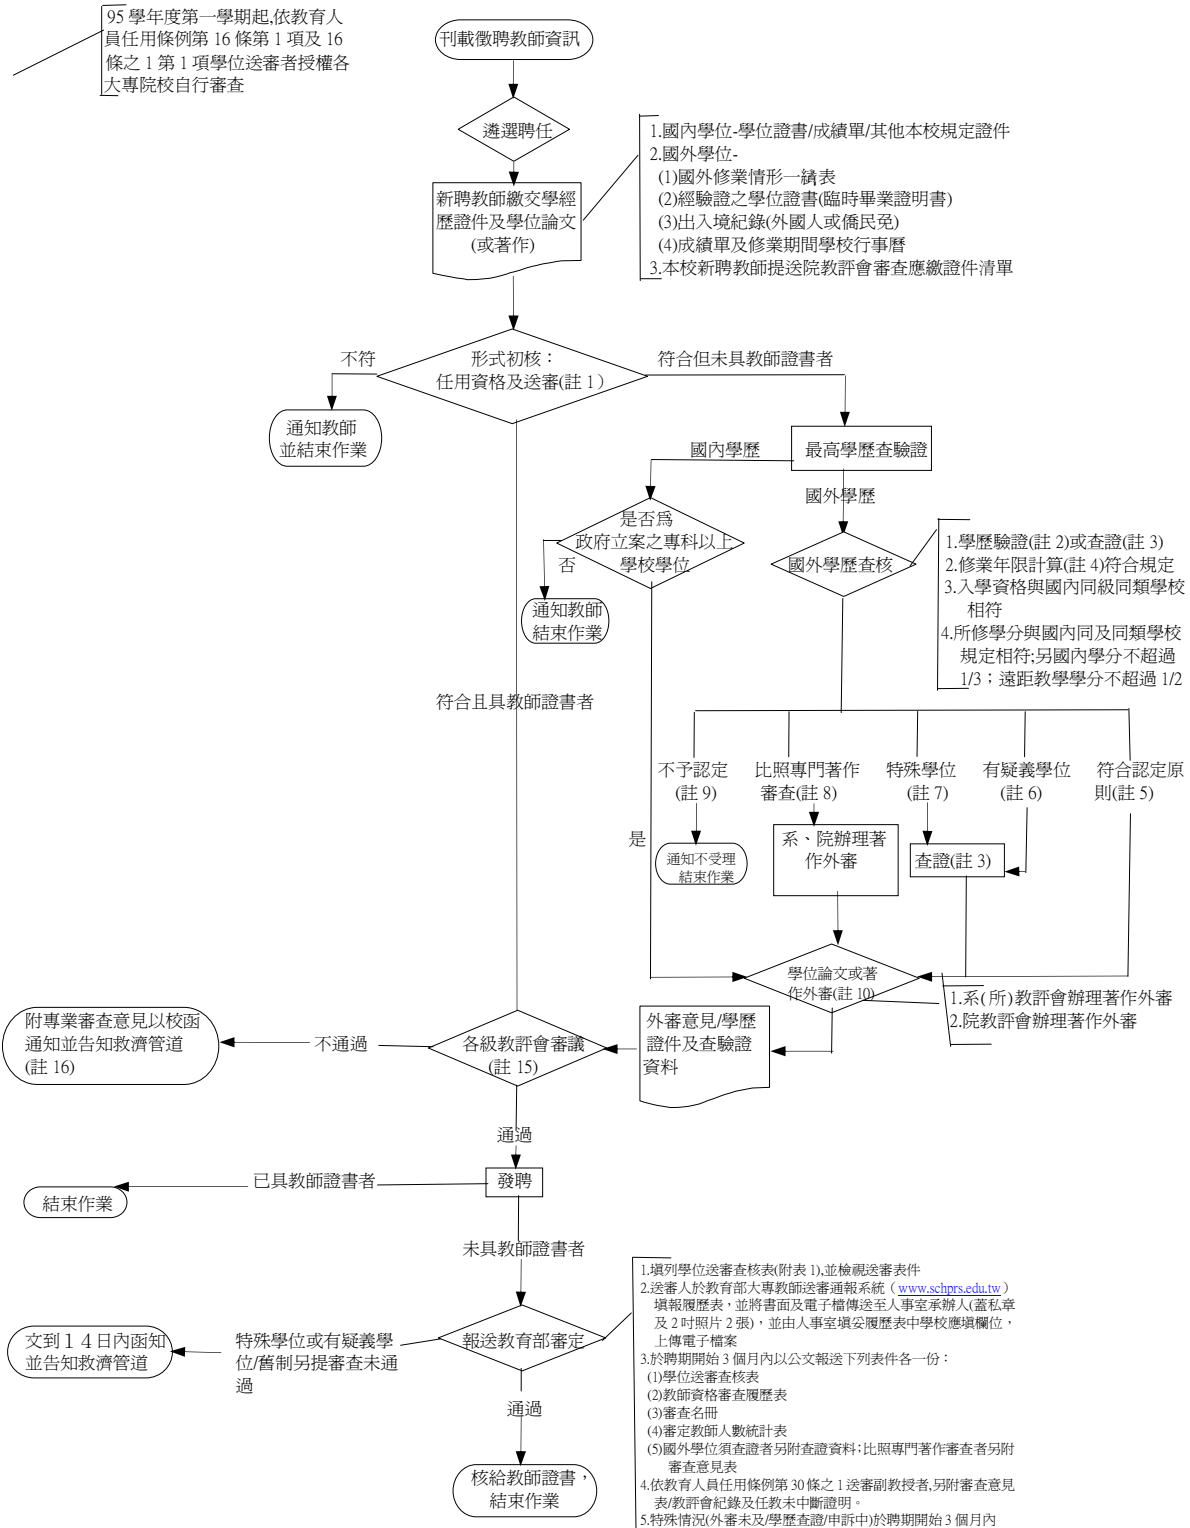 95 學年度第一學期起,依教育人
員任用條例第 16 條第 1 項及 16
條之 1 第 1 項學位送審者授權各
大專院校自行審查
刊載徵聘教師資訊
遴選聘任
新聘教師繳交學經
歷證件及學位論文
(或著作)
1.國內學位-學位證書/成績單/其他本校規定證件
2.國外學位-
(1)國外修業情形一綪表
(2)經驗證之學位證書(臨時畢業證明書)
(3)出入境紀錄(外國人或僑民免)
(4)成績單及修業期間學校行事曆
3.本校新聘教師提送院教評會審查應繳證件清單
形式初核：
任用資格及送審(註 1）
不符
符合但未具教師證書者
通知教師
並結束作業
國內學歷
最高學歷查驗證
國外學歷
是否為
政府立案之專科以上
學校學位
否
國外學歷查核
1.學歷驗證(註 2)或查證(註 3)
2.修業年限計算(註 4)符合規定
3.入學資格與國內同級同類學校
相符
4.所修學分與國內同及同類學校
規定相符;另國內學分不超過
1/3；遠距教學學分不超過 1/2
通知教師
結束作業
符合且具教師證書者
不予認定
(註 9)
比照專門著作
審查(註 8)
特殊學位
(註 7)
有疑義學位
(註 6)
符合認定原
則(註 5)
是
通知不受理
結束作業
系、院辦理著
作外審
查證(註 3)
學位論文或著
作外審(註 10)
1.系(所)教評會辦理著作外審
2.院教評會辦理著作外審
附專業審查意見以校函
通知並告知救濟管道
(註 16)
不通過
各級教評會審議
(註 15)
外審意見/學歷
證件及查驗證
資料
通過
已具教師證書者
發聘
結束作業
未具教師證書者
文到１４日內函知
並告知救濟管道
特殊學位或有疑義學
位/舊制另提審查未通
過
報送教育部審定
通過
核給教師證書，
結束作業
1.填列學位送審查核表(附表 1),並檢視送審表件
2.送審人於教育部大專教師送審通報系統（www.schprs.edu.tw）
填報履歷表，並將書面及電子檔傳送至人事室承辦人(蓋私章
及 2 吋照片 2 張)，並由人事室填妥履歷表中學校應填欄位，
上傳電子檔案
3.於聘期開始 3 個月內以公文報送下列表件各一份：
(1)學位送審查核表
(2)教師資格審查履歷表
(3)審查名冊
(4)審定教師人數統計表
(5)國外學位須查證者另附查證資料;比照專門著作審查者另附
審查意見表
4.依教育人員任用條例第 30 條之 1 送審副教授者,另附審查意見
表/教評會紀錄及任教未中斷證明。
5.特殊情況(外審未及/學歷查證/申訴中)於聘期開始 3 個月內